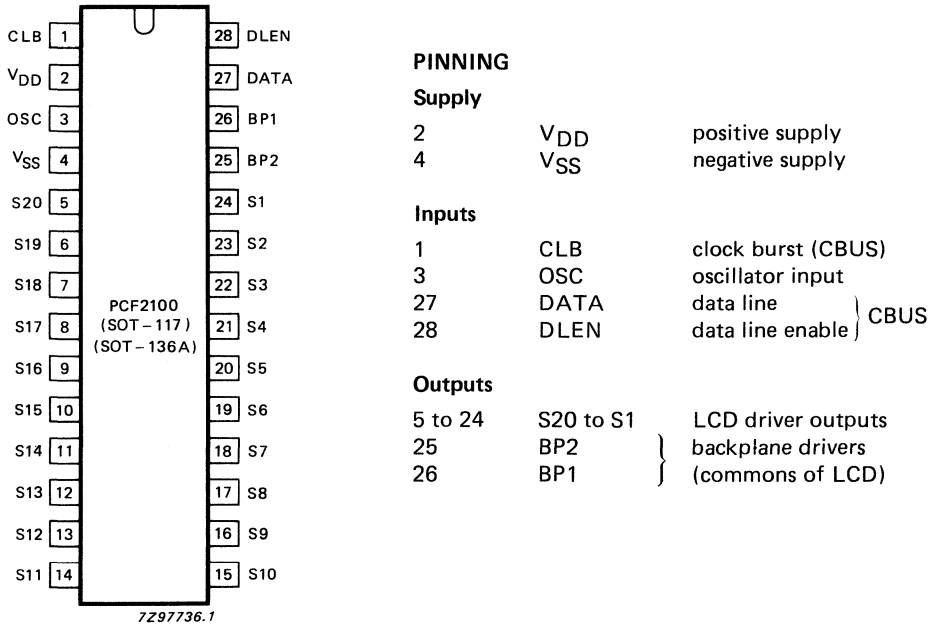 CLB 1 28 DLEN
VDD 2 27 DATA
OSC 3 26 BP1
VSS 4 25 BP2
S20 5 24 S1
S19 6 23 S2
S18 7 22 S3
S17 8 21 S4
S16 9 20 S5
S15 10 19 S6
S14 11 18 S7
S13 12 17 S8
S12 13 16 S9
S11 14 15 S10
PCF2100
(SOT–117)
(SOT–136A)
7Z97736.1
PINNING
Supply
2 VDD positive supply
4 VSS negative supply
Inputs
1 CLB clock burst (CBUS)
3 OSC oscillator input
27 DATA data line
28 DLEN data line enable
CBUS
Outputs
5 to 24 S20 to S1 LCD driver outputs
25 BP2 backplane drivers
26 BP1 (commons of LCD)